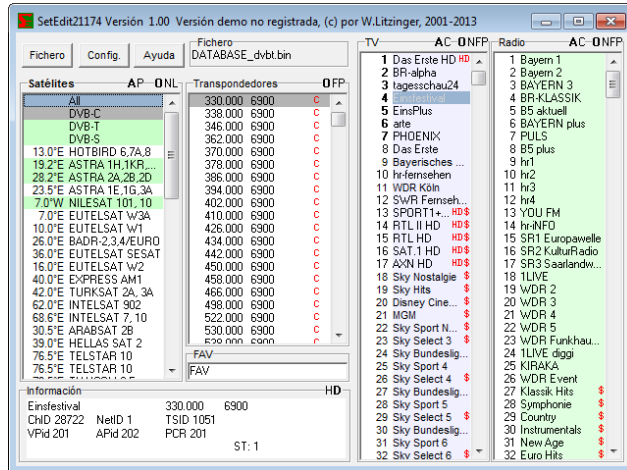 SetEdit21174 Versión 1.00 Versión demo no registrada, (c) por W.Litzinger, 2001-2013
Fichero Config. Ayuda
Fichero
DATABASE_dvbt.bin
Satélites AP ONL
All
DVB-C
DVB-T
DVB-S
13.0°E HOTBIRD 6,7A,8
19.2°E ASTRA 1H,1KR,...
28.2°E ASTRA 2A,2B,2D
23.5°E ASTRA 1E,1G,3A
7.0°W NILESAT 101, 10
7.0°E EUTELSAT W3A
10.0°E EUTELSAT W1
26.0°E BADR-2,3,4/EURO
36.0°E EUTELSAT SESAT
16.0°E EUTELSAT W2
40.0°E EXPRESS AM1
42.0°E TURKSAT 2A, 3A
62.0°E INTELSAT 902
68.6°E INTELSAT 7, 10
30.5°E ARABSAT 2B
39.0°E HELLAS SAT 2
76.5°E TELSTAR 10
76.5°E TELSTAR 10
Transpondedores OFP
330.000 6900 C
338.000 6900 C
346.000 6900 C
362.000 6900 C
370.000 6900 C
378.000 6900 C
386.000 6900 C
394.000 6900 C
402.000 6900 C
410.000 6900 C
426.000 6900 C
434.000 6900 C
442.000 6900 C
450.000 6900 C
458.000 6900 C
466.000 6900 C
498.000 6900 C
522.000 6900 C
530.000 6900 C
538.000 6900 C
FAV
FAV
Información HD
Einsfestival 330.000 6900
ChID 28722 NetID 1 TSID 1051
VPid 201 APid 202 PCR 201
ST: 1
TV AC ONFP
1 Das Erste HD HD
2 BR-alpha
3 tagesschau24
4 Einsfestival
5 EinsPlus
6 arte
7 PHOENIX
8 Das Erste
9 Bayerisches ...
10 hr-fernsehen
11 WDR Köln
12 SWR Fernseh...
13 SPORT1+... HD$
14 RTL II HD HD$
15 RTL HD HD$
16 SAT.1 HD HD$
17 AXN HD HD$
18 Sky Nostalgie $
19 Sky Hits $
20 Disney Cine... $
21 MGM $
22 Sky Sport N... $
23 Sky Select 3 $
24 Sky Bundeslig...
25 Sky Sport 4
26 Sky Select 4 $
27 Sky Bundeslig...
28 Sky Sport 5
29 Sky Select 5 $
30 Sky Bundeslig...
31 Sky Sport 6
32 Sky Select 6 $
Radio AC ONFP
1 Bayern 1
2 Bayern 2
3 BAYERN 3
4 BR-KLASSIK
5 B5 aktuell
6 BAYERN plus
7 PULS
8 B5 plus
9 hr1
10 hr2
11 hr3
12 hr4
13 YOU FM
14 hr-iNFO
15 SR1 Europawelle
16 SR2 KulturRadio
17 SR3 Saarlandw...
18 1LIVE
19 WDR 2
20 WDR 3
21 WDR 4
22 WDR 5
23 WDR Funkhau...
24 1LIVE diggi
25 KIRAKA
26 WDR Event
27 Klassik Hits $
28 Symphonie $
29 Country $
30 Instrumentals $
31 New Age $
32 Euro Hits $